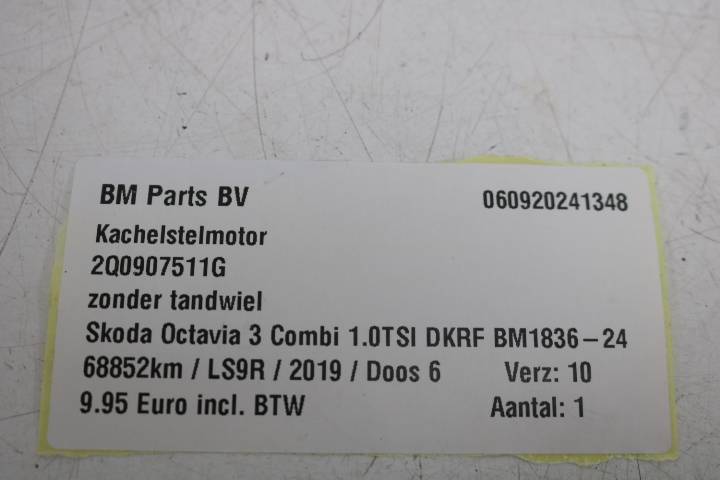 BM Parts BV 060920241348
Kachelstelmotor
2Q0907511G
zonder tandwiel
Skoda Octavia 3 Combi 1.0TSI DKRF BM1836-24
68852km / LS9R / 2019 / Doos 6 Verz: 10
9.95 Euro incl. BTW Aantal: 1